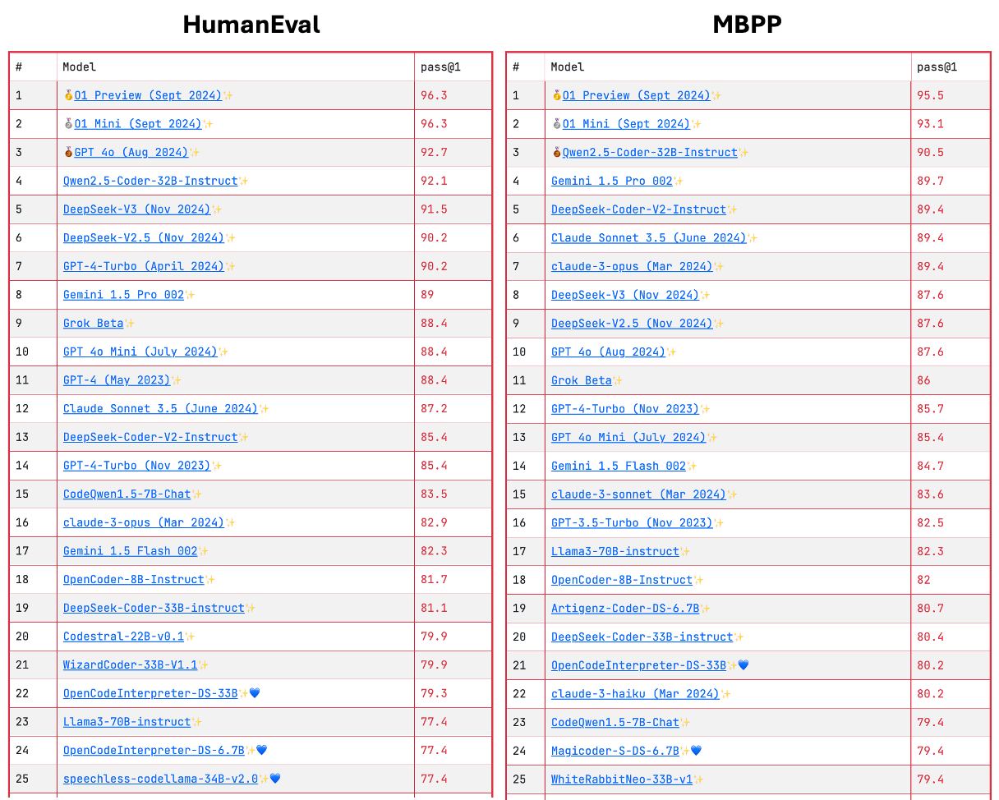 HumanEval
# Model pass@1
1 🥇O1 Preview (Sept 2024)✨ 96.3
2 🥈O1 Mini (Sept 2024)✨ 96.3
3 🥉GPT 4o (Aug 2024)✨ 92.7
4 Qwen2.5-Coder-32B-Instruct✨ 92.1
5 DeepSeek-V3 (Nov 2024)✨ 91.5
6 DeepSeek-V2.5 (Nov 2024)✨ 90.2
7 GPT-4-Turbo (April 2024)✨ 90.2
8 Gemini 1.5 Pro 002✨ 89
9 Grok Beta✨ 88.4
10 GPT 4o Mini (July 2024)✨ 88.4
11 GPT-4 (May 2023)✨ 88.4
12 Claude Sonnet 3.5 (June 2024)✨ 87.2
13 DeepSeek-Coder-V2-Instruct✨ 85.4
14 GPT-4-Turbo (Nov 2023)✨ 85.4
15 CodeQwen1.5-7B-Chat✨ 83.5
16 claude-3-opus (Mar 2024)✨ 82.9
17 Gemini 1.5 Flash 002✨ 82.3
18 OpenCoder-8B-Instruct✨ 81.7
19 DeepSeek-Coder-33B-instruct✨ 81.1
20 Codestral-22B-v0.1✨ 79.9
21 WizardCoder-33B-V1.1✨ 79.9
22 OpenCodeInterpreter-DS-33B✨💙 79.3
23 Llama3-70B-instruct✨ 77.4
24 OpenCodeInterpreter-DS-6.7B✨💙 77.4
25 speechless-codellama-34B-v2.0✨💙 77.4
MBPP
# Model pass@1
1 🥇O1 Preview (Sept 2024)✨ 95.5
2 🥈O1 Mini (Sept 2024)✨ 93.1
3 🥉Qwen2.5-Coder-32B-Instruct✨ 90.5
4 Gemini 1.5 Pro 002✨ 89.7
5 DeepSeek-Coder-V2-Instruct✨ 89.4
6 Claude Sonnet 3.5 (June 2024)✨ 89.4
7 claude-3-opus (Mar 2024)✨ 89.4
8 DeepSeek-V3 (Nov 2024)✨ 87.6
9 DeepSeek-V2.5 (Nov 2024)✨ 87.6
10 GPT 4o (Aug 2024)✨ 87.6
11 Grok Beta✨ 86
12 GPT-4-Turbo (Nov 2023)✨ 85.7
13 GPT 4o Mini (July 2024)✨ 85.4
14 Gemini 1.5 Flash 002✨ 84.7
15 claude-3-sonnet (Mar 2024)✨ 83.6
16 GPT-3.5-Turbo (Nov 2023)✨ 82.5
17 Llama3-70B-instruct✨ 82.3
18 OpenCoder-8B-Instruct✨ 82
19 Artigenz-Coder-DS-6.7B✨ 80.7
20 DeepSeek-Coder-33B-instruct✨ 80.4
21 OpenCodeInterpreter-DS-33B✨💙 80.2
22 claude-3-haiku (Mar 2024)✨ 80.2
23 CodeQwen1.5-7B-Chat✨ 79.4
24 Magicoder-S-DS-6.7B✨💙 79.4
25 WhiteRabbitNeo-33B-v1✨ 79.4